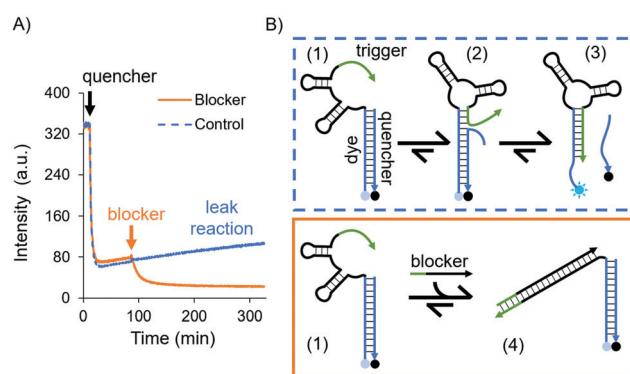 A)
quencher
400
320
240
160
80
0
Intensity (a.u.)
Blocker
Control
blocker
leak
reaction
0
100
200
300
Time (min)
B)
(1)
trigger
(2)
(3)
dye
quencher
(1)
blocker
(4)